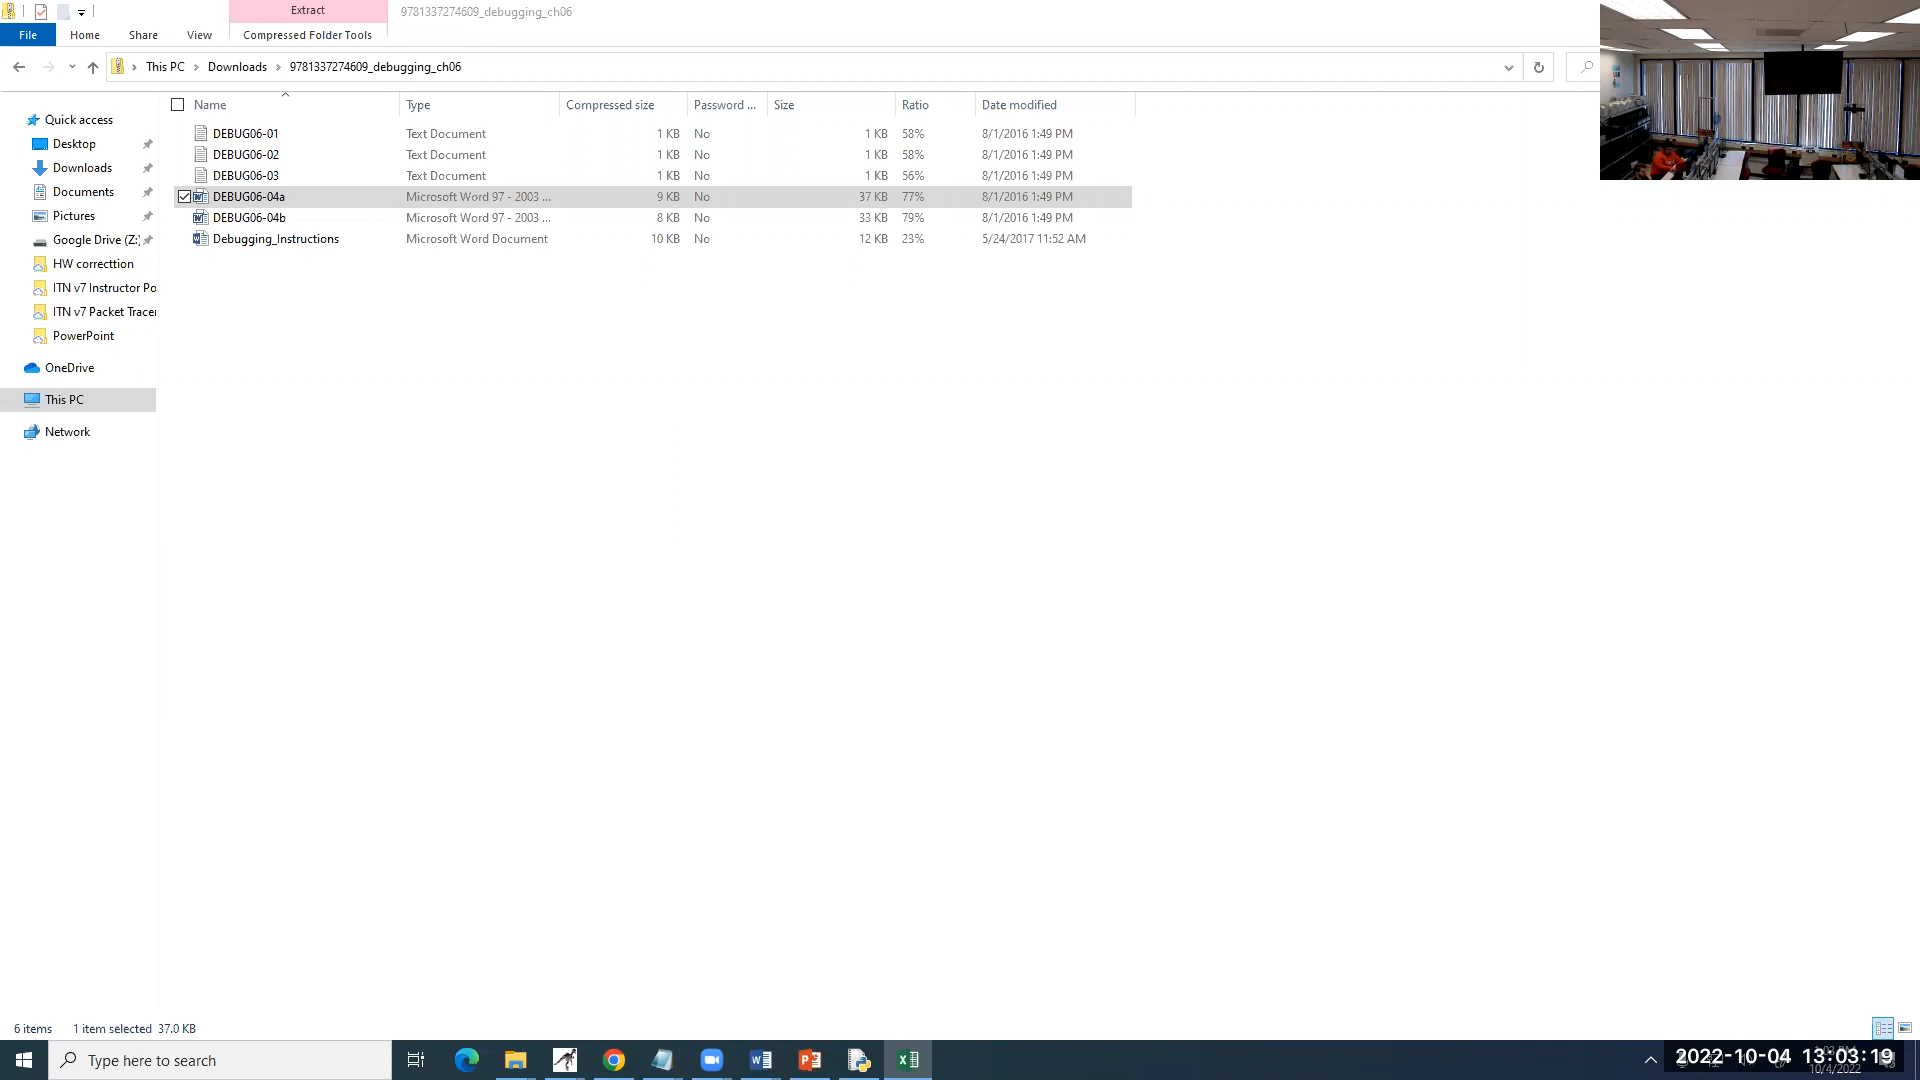 Extract
9781337274609_debugging_ch06
File
Home
Share
View
Compressed Folder Tools
This PC
Downloads
9781337274609_debugging_ch06
Name
Type
Compressed size
Password ...
Size
Ratio
Date modified
DEBUG06-01 Text Document 1 KB No 1 KB 58% 8/1/2016 1:49 PM
DEBUG06-02 Text Document 1 KB No 1 KB 58% 8/1/2016 1:49 PM
DEBUG06-03 Text Document 1 KB No 1 KB 56% 8/1/2016 1:49 PM
DEBUG06-04a Microsoft Word 97 - 2003 ... 9 KB No 37 KB 77% 8/1/2016 1:49 PM
DEBUG06-04b Microsoft Word 97 - 2003 ... 8 KB No 33 KB 79% 8/1/2016 1:49 PM
Debugging_Instructions Microsoft Word Document 10 KB No 12 KB 23% 5/24/2017 11:52 AM
Quick access
Desktop
Downloads
Documents
Pictures
Google Drive (Z:)
HW correcttion
ITN v7 Instructor Po
ITN v7 Packet Tracer
PowerPoint
OneDrive
This PC
Network
6 items
1 item selected 37.0 KB
Type here to search
2022-10-04 13:03:19
10/4/2022